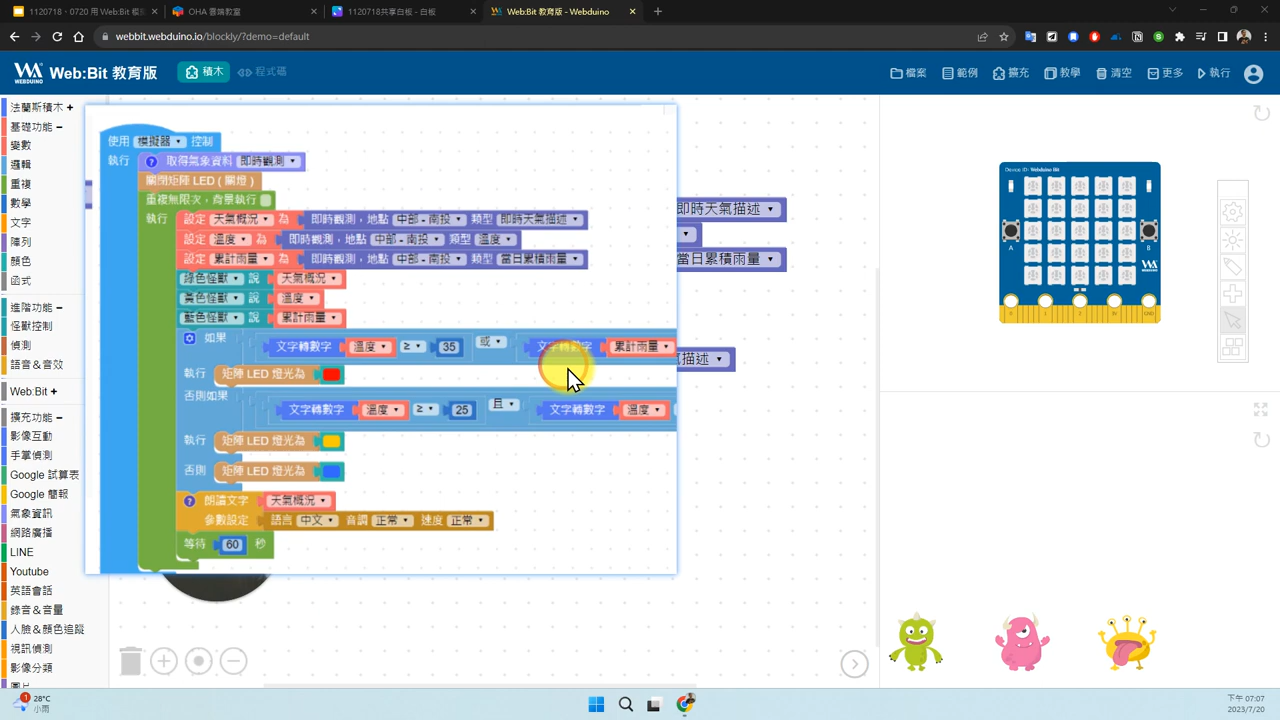 1120718 - 0720 用 Web:Bit 模
OHA 雲端教室
1120718共享白板 - 白板
Web:Bit 教育版 - Webduino
webbit.webduino.io/blockly/?demo=default
WEBDUINO
Web:Bit 教育版
積木
程式碼
檔案
範例
擴充
教學
清空
更多
執行
法蘭斯積木 +
基礎功能 −
變數
邏輯
重複
數學
文字
陣列
顏色
函式
進階功能 −
怪獸控制
偵測
語音＆音效
Web:Bit +
擴充功能 −
影像互動
手掌偵測
Google 試算表
Google 簡報
氣象資訊
網路廣播
LINE
Youtube
英語會話
錄音＆音量
人臉＆顏色追蹤
視訊偵測
影像分類
使用 模擬器 控制
執行
取得氣象資料 即時觀測
關閉矩陣 LED ( 關燈 )
重複無限次，背景執行
執行
設定 天氣概況 為 即時觀測，地點 中部 - 南投 類型 即時天氣描述
設定 溫度 為 即時觀測，地點 中部 - 南投 類型 溫度
設定 累計雨量 為 即時觀測，地點 中部 - 南投 類型 當日累積雨量
綠色怪獸 說 天氣概況
黃色怪獸 說 溫度
藍色怪獸 說 累計雨量
如果 文字轉數字 溫度 ≥ 35 或 文字轉數字 累計雨量
執行 矩陣 LED 燈光為
否則如果 文字轉數字 溫度 ≥ 25 且 文字轉數字 溫度
執行 矩陣 LED 燈光為
否則 矩陣 LED 燈光為
朗讀文字 天氣概況
參數設定 語言 中文 音調 正常 速度 正常
等待 60 秒
即時天氣描述
當日累積雨量
描述
Device ID: Webduino Bit
A
B
28°C
小雨
下午 07:07
2023/7/20